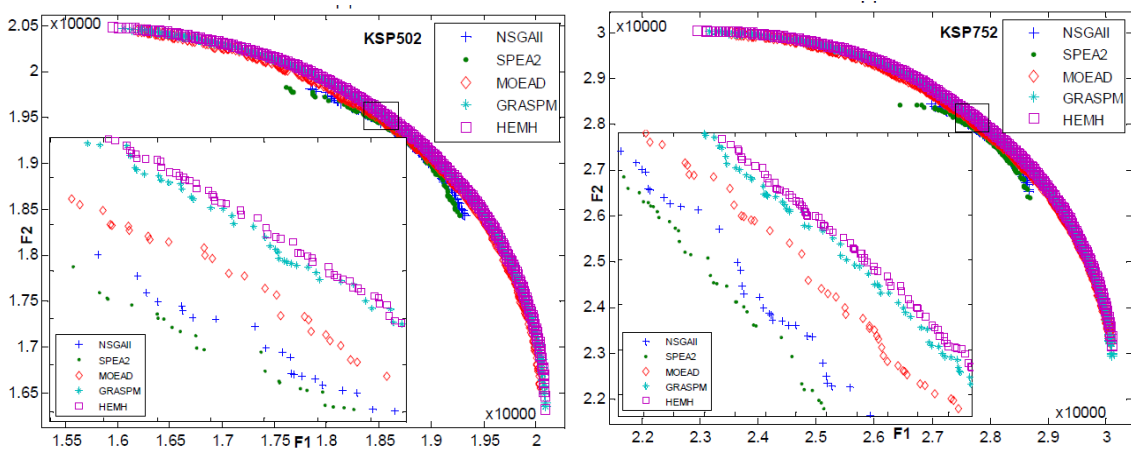 x10000
KSP502
NSGAII
SPEA2
MOEAD
GRASPM
HEMH
2.05
2
1.95
1.9
1.85
1.8
1.75
1.7
1.65
F2
NSGAII
SPEA2
MOEAD
GRASPM
HEMH
x10000
1.55
1.6
1.65
1.7
1.75
F1
1.8
1.85
1.9
1.95
2
x10000
KSP752
NSGAII
SPEA2
MOEAD
GRASPM
HEMH
3
2.9
2.8
2.7
2.6
2.5
2.4
2.3
2.2
F2
NSGAII
SPEA2
MOEAD
GRASPM
HEMH
x10000
2.2
2.3
2.4
2.5
2.6
F1
2.7
2.8
2.9
3